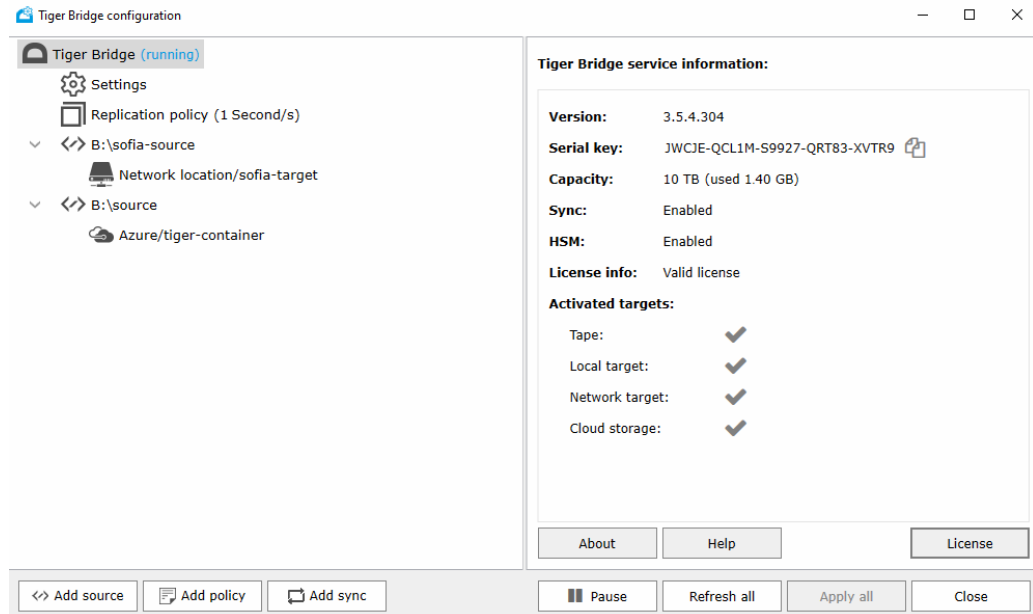 Tiger Bridge configuration
Tiger Bridge (running)
Settings
Replication policy (1 Second/s)
B:\sofia-source
Network location/sofia-target
B:\source
Azure/tiger-container
Tiger Bridge service information:
Version: 3.5.4.304
Serial key: JWCJE-QCL1M-S9927-QRT83-XVTR9
Capacity: 10 TB (used 1.40 GB)
Sync: Enabled
HSM: Enabled
License info: Valid license
Activated targets:
Tape:
Local target:
Network target:
Cloud storage:
About Help License
Add source Add policy Add sync Pause Refresh all Apply all Close